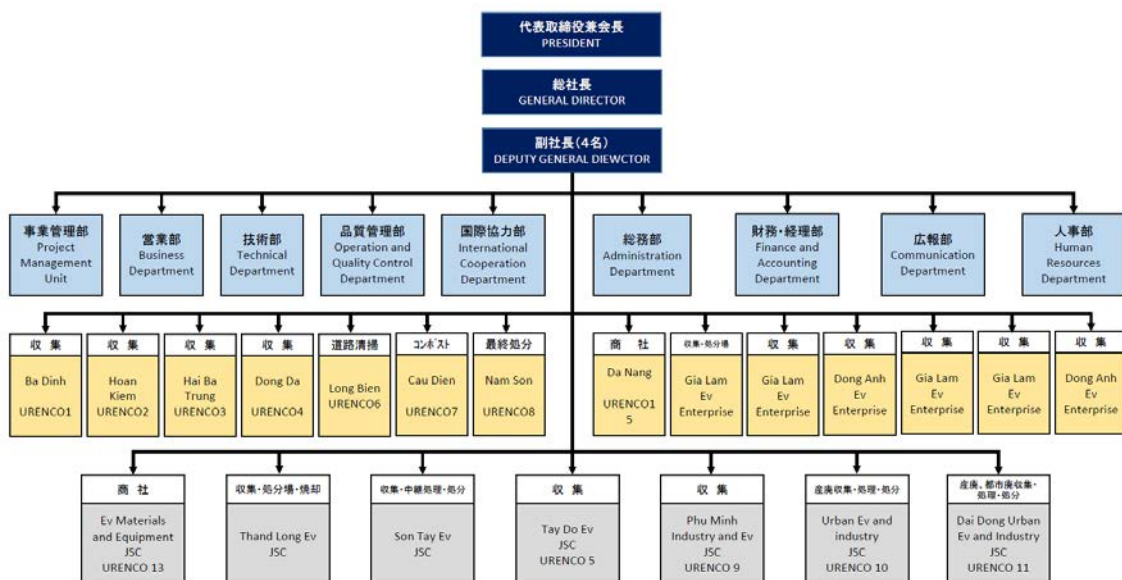 代表取締役兼会長
PRESIDENT
総社長
GENERAL DIRECTOR
副社長(4名)
DEPUTY GENERAL DIEWCTOR
事業管理部
Project
Management
Unit
営業部
Business
Department
技術部
Technical
Department
品質管理部
Operation and
Quality Control
Department
国際協力部
International
Cooperation
Department
総務部
Administration
Department
財務・経理部
Finance and
Accounting
Department
広報部
Communication
Department
人事部
Human
Resources
Department
収 集
Ba Dinh
URENCO1
収 集
Hoan
Kiem
URENCO2
収 集
Hai Ba
Trung
URENCO3
収 集
Dong Da
URENCO4
道路清掃
Long Bien
URENCO6
コンポスト
Cau Dien
URENCO7
最終処分
Nam Son
URENCO8
商 社
Da Nang
URENCO1
5
収集・処分場
Gia Lam
Ev
Enterprise
収 集
Gia Lam
Ev
Enterprise
収 集
Dong Anh
Ev
Enterprise
収 集
Gia Lam
Ev
Enterprise
収 集
Gia Lam
Ev
Enterprise
収 集
Dong Anh
Ev
Enterprise
商 社
Ev Materials
and Equipment
JSC
URENCO 13
収集・処分場・焼却
Thand Long Ev
JSC
収集・中継処理・処分
Son Tay Ev
JSC
収 集
Tay Do Ev
JSC
URENCO 5
収 集
Phu Minh
Industry and Ev
JSC
URENCO 9
産廃収集・処理・処分
Urban Ev and
industry
JSC
URENCO 10
産廃、都市廃収集・
処理・処分
Dai Dong Urban
Ev and Industry
JSC
URENCO 11